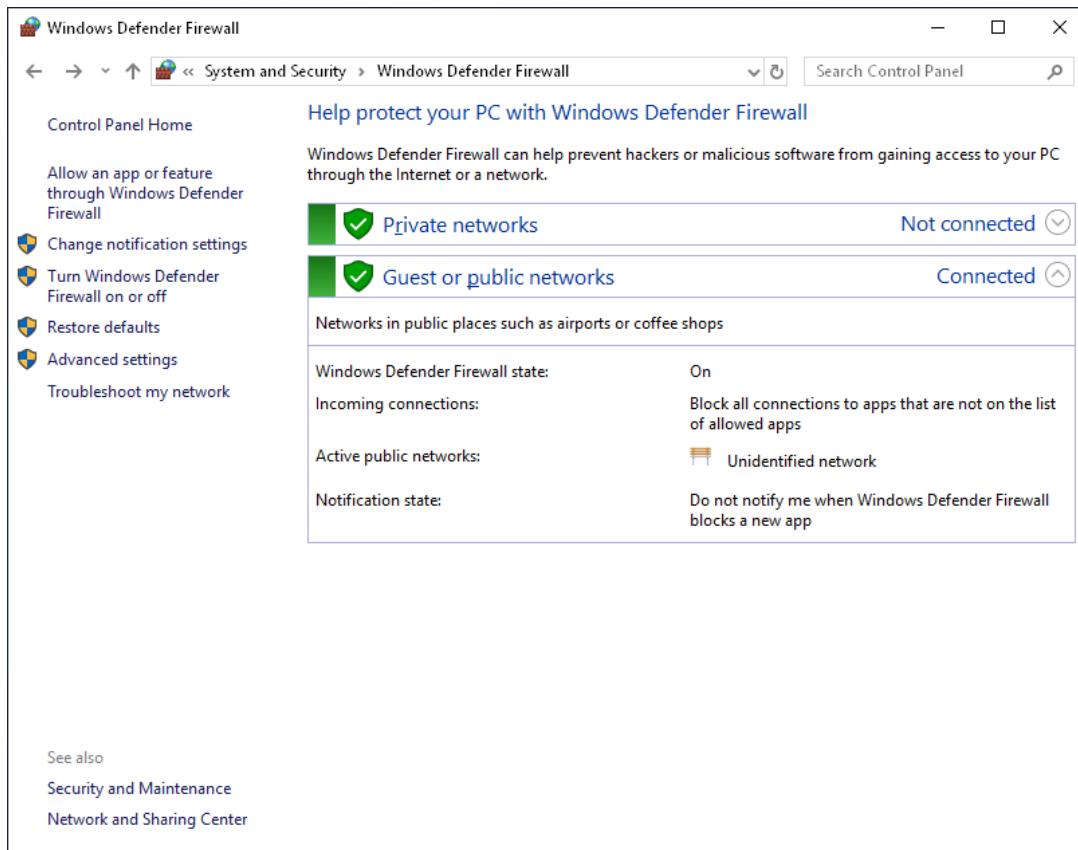 Windows Defender Firewall
« System and Security › Windows Defender Firewall
Search Control Panel
Control Panel Home
Allow an app or feature
through Windows Defender
Firewall
Change notification settings
Turn Windows Defender
Firewall on or off
Restore defaults
Advanced settings
Troubleshoot my network
Help protect your PC with Windows Defender Firewall
Windows Defender Firewall can help prevent hackers or malicious software from gaining access to your PC
through the Internet or a network.
Private networks Not connected
Guest or public networks Connected
Networks in public places such as airports or coffee shops
Windows Defender Firewall state: On
Incoming connections: Block all connections to apps that are not on the list
of allowed apps
Active public networks: Unidentified network
Notification state: Do not notify me when Windows Defender Firewall
blocks a new app
See also
Security and Maintenance
Network and Sharing Center